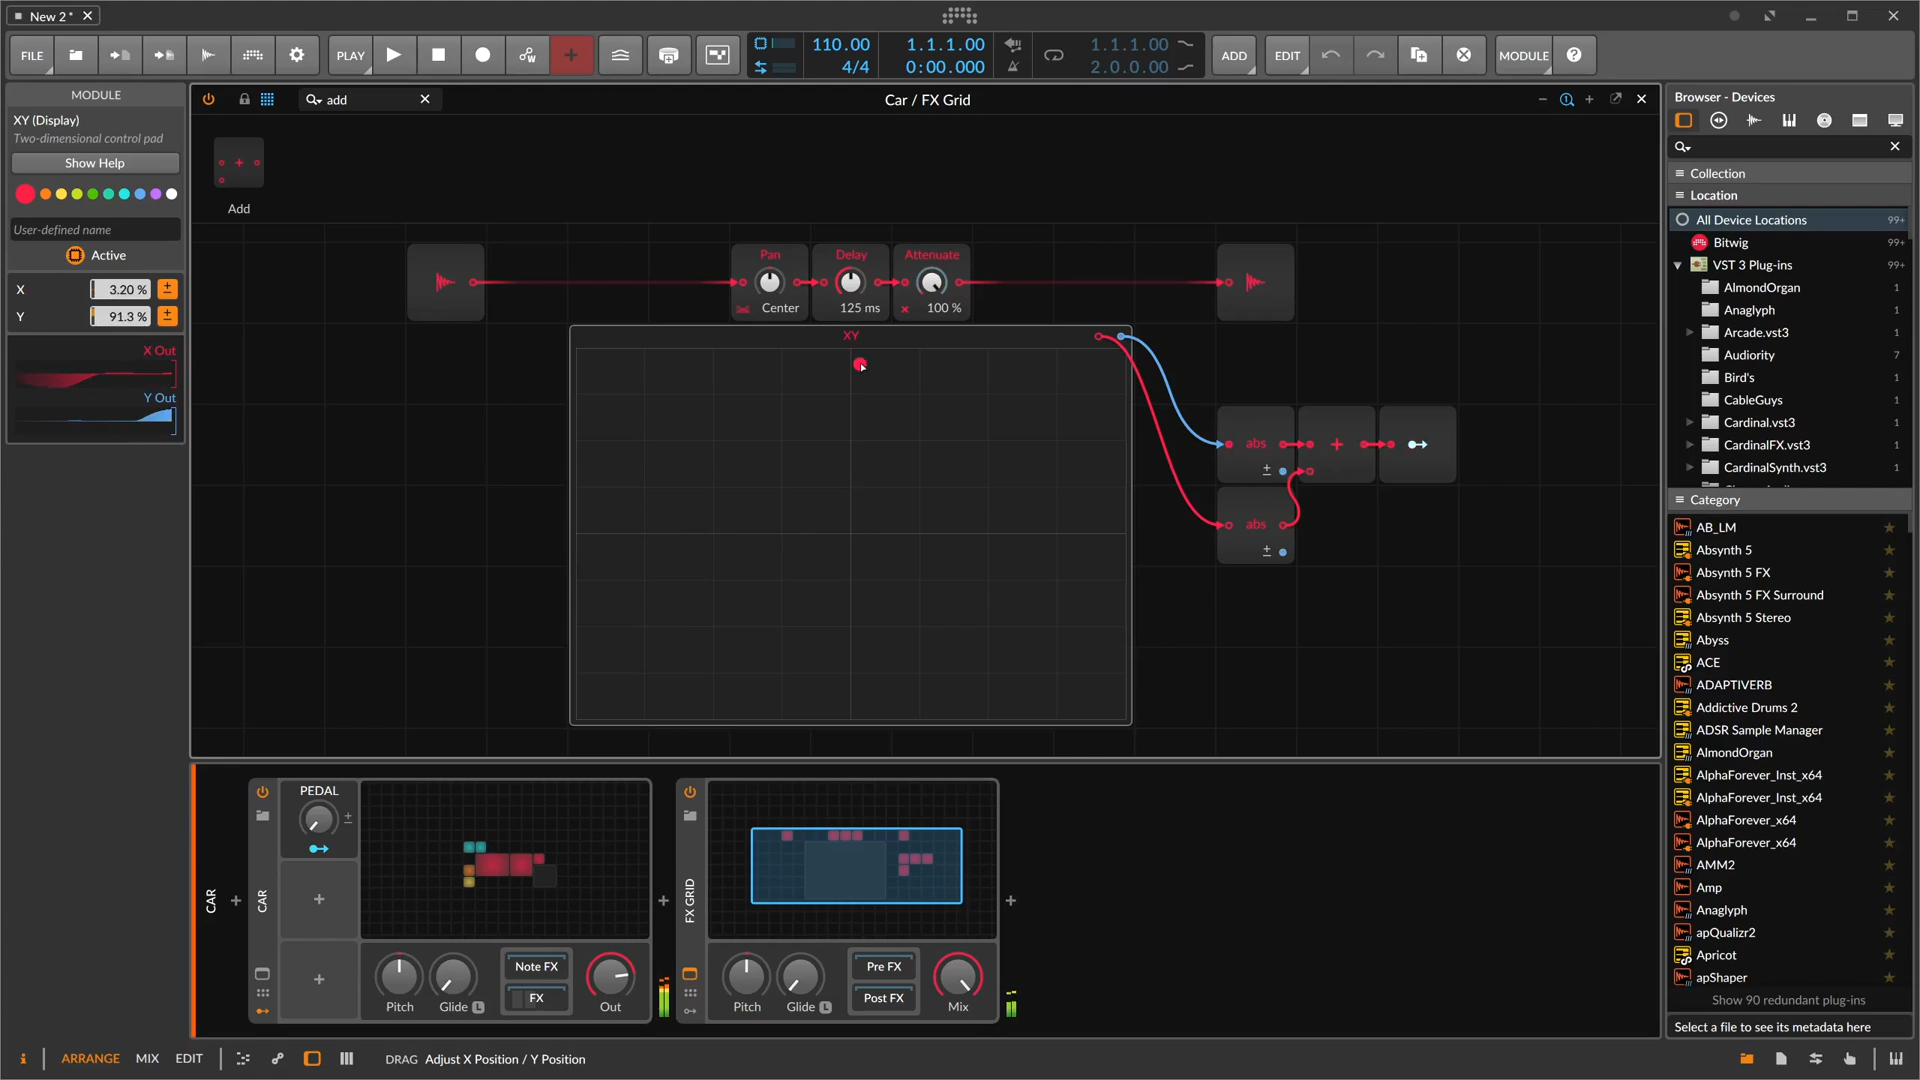 New 2 *
FILE
PLAY
110.00
4/4
1.1.1.00
0:00.000
1.1.1.00
2.0.0.00
ADD
EDIT
MODULE
MODULE
XY (Display)
Two-dimensional control pad
Show Help
User-defined name
Active
X
3.20 %
Y
91.3 %
X Out
Y Out
add
Car / FX Grid
Add
Pan
Center
Delay
125 ms
Attenuate
100 %
XY
abs
abs
CAR
CAR
PEDAL
Pitch
Glide
L
Note FX
FX
Out
FX GRID
Pitch
Glide
L
Pre FX
Post FX
Mix
Browser - Devices
Collection
Location
All Device Locations 99+
Bitwig 99+
VST 3 Plug-ins 99+
AlmondOrgan 1
Anaglyph 1
Arcade.vst3 1
Audiority 7
Bird's 1
CableGuys 1
Cardinal.vst3 1
CardinalFX.vst3 1
CardinalSynth.vst3 1
Category
AB_LM
Absynth 5
Absynth 5 FX
Absynth 5 FX Surround
Absynth 5 Stereo
Abyss
ACE
ADAPTIVERB
Addictive Drums 2
ADSR Sample Manager
AlmondOrgan
AlphaForever_Inst_x64
AlphaForever_Inst_x64
AlphaForever_x64
AlphaForever_x64
AMM2
Amp
Anaglyph
apQualizr2
Apricot
apShaper
Show 90 redundant plug-ins
Select a file to see its metadata here
ARRANGE
MIX
EDIT
DRAG Adjust X Position / Y Position